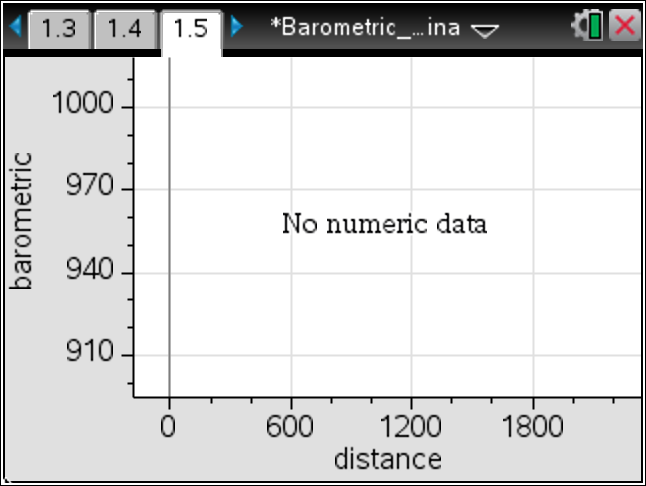 1.3 1.4 1.5 *Barometric_…ina
1000
970
No numeric data
940
910
barometric
0 600 1200 1800
distance